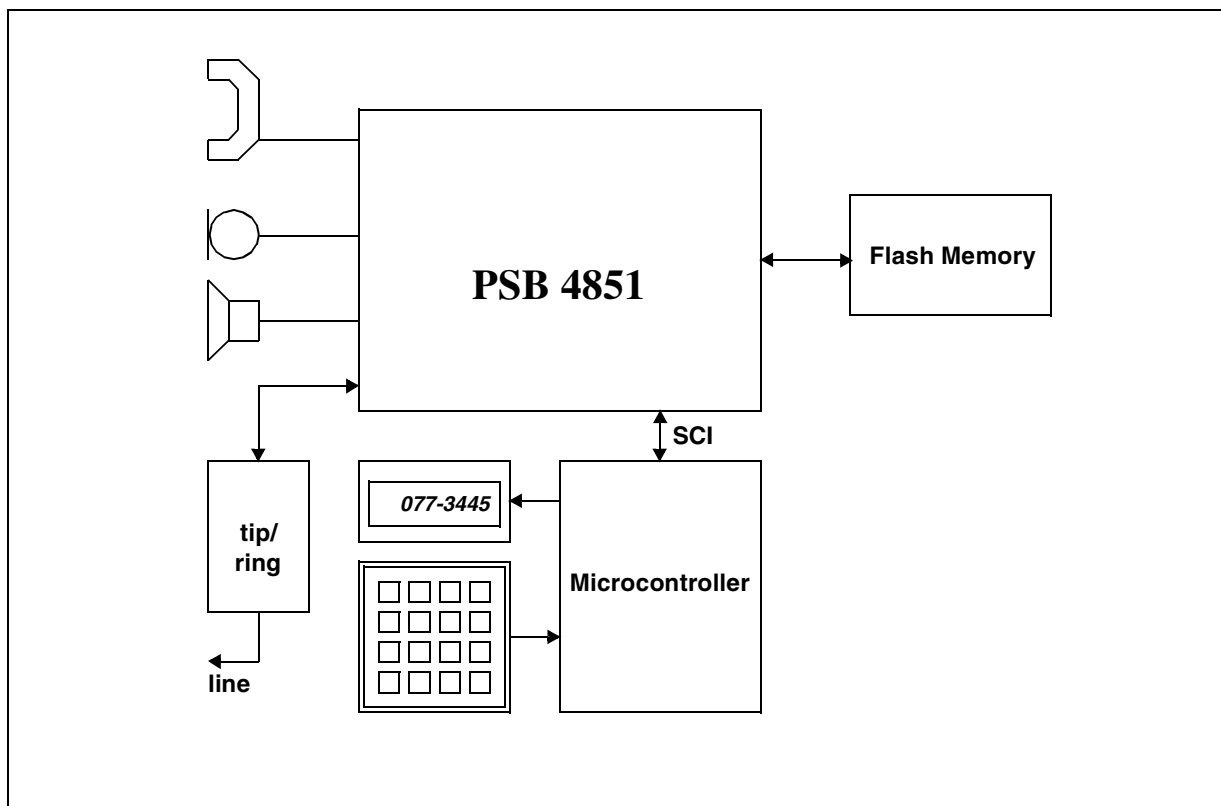 PSB 4851
Flash Memory
SCI
077-3445
tip/
ring
Microcontroller
line